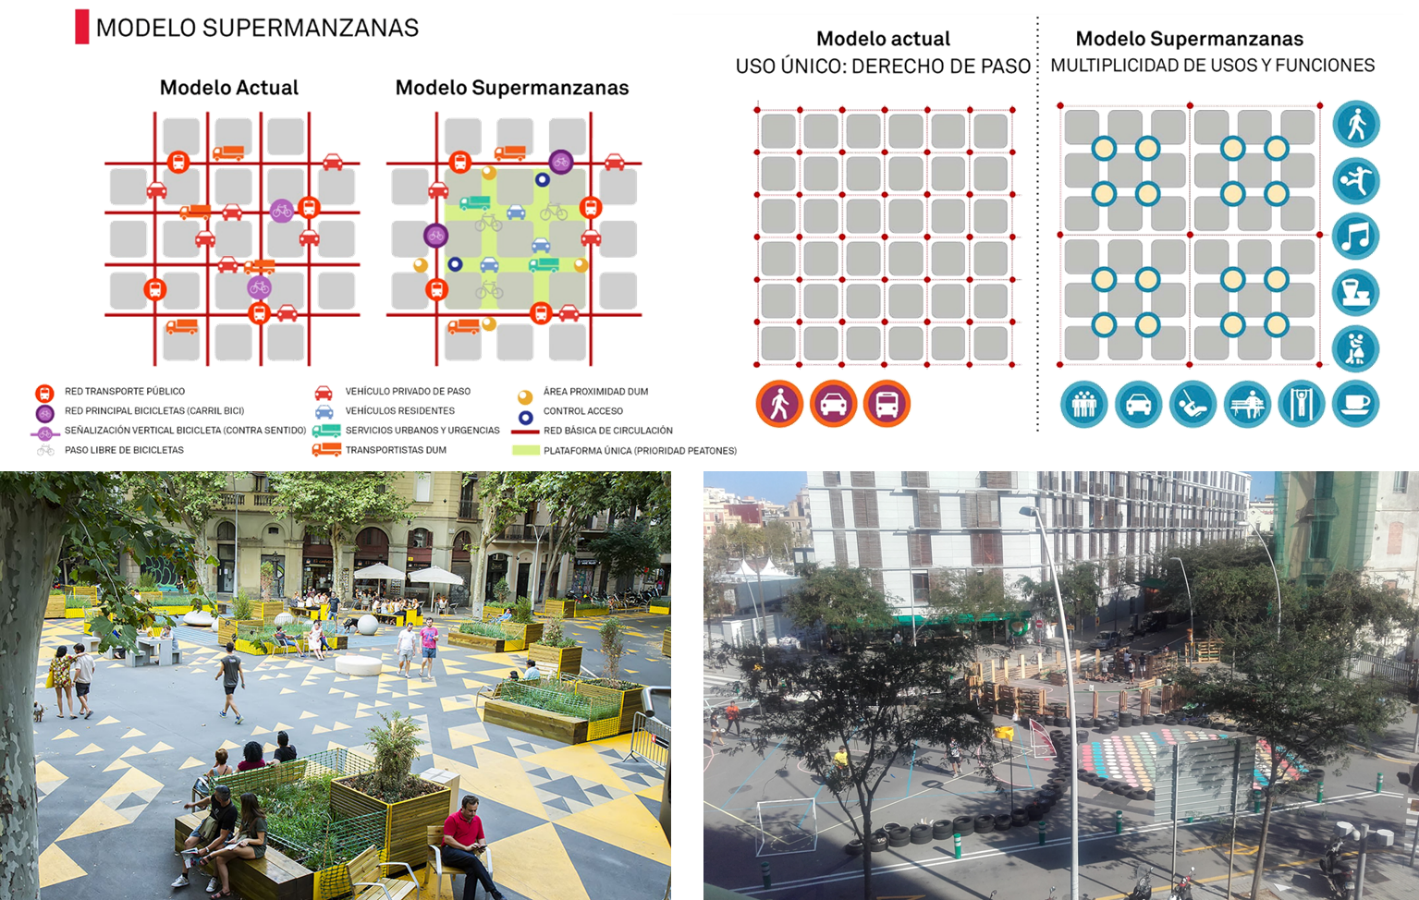 MODELO SUPERMANZANAS
Modelo Actual
Modelo Supermanzanas
RED TRANSPORTE PÚBLICO
RED PRINCIPAL BICICLETAS (CARRIL BICI)
SEÑALIZACIÓN VERTICAL BICICLETA (CONTRA SENTIDO)
PASO LIBRE DE BICICLETAS
VEHÍCULO PRIVADO DE PASO
VEHÍCULOS RESIDENTES
SERVICIOS URBANOS Y URGENCIAS
TRANSPORTISTAS DUM
ÁREA PROXIMIDAD DUM
CONTROL ACCESO
RED BÁSICA DE CIRCULACIÓN
PLATAFORMA ÚNICA (PRIORIDAD PEATONES)
Modelo actual
USO ÚNICO: DERECHO DE PASO
Modelo Supermanzanas
MULTIPLICIDAD DE USOS Y FUNCIONES